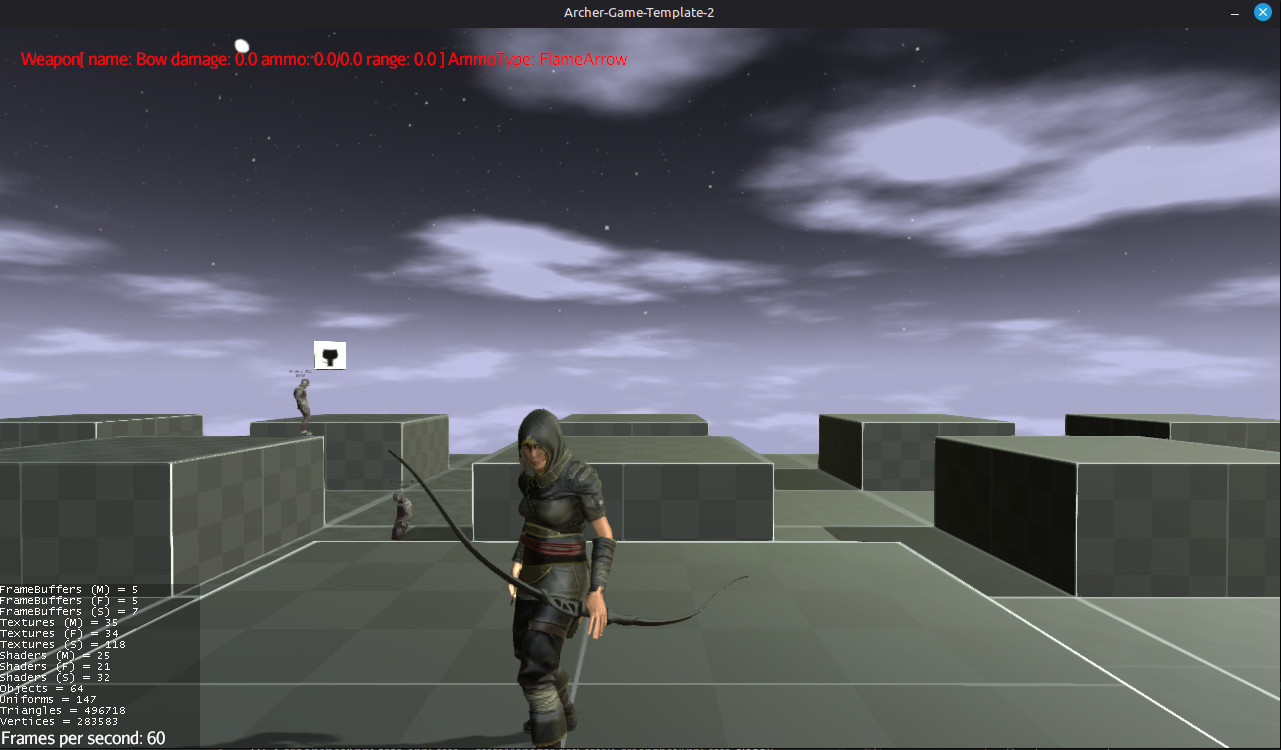 Archer-Game-Template-2
Weapon[ name: Bow damage: 0.0 ammo: 0.0/0.0 range: 0.0 ] AmmoType: FlameArrow
FrameBuffers (M) = 5
FrameBuffers (F) = 5
FrameBuffers (S) = 7
Textures (M) = 35
Textures (F) = 34
Textures (S) = 118
Shaders (M) = 25
Shaders (F) = 21
Shaders (S) = 32
Objects = 64
Uniforms = 147
Triangles = 496718
Vertices = 283583
Frames per second: 60